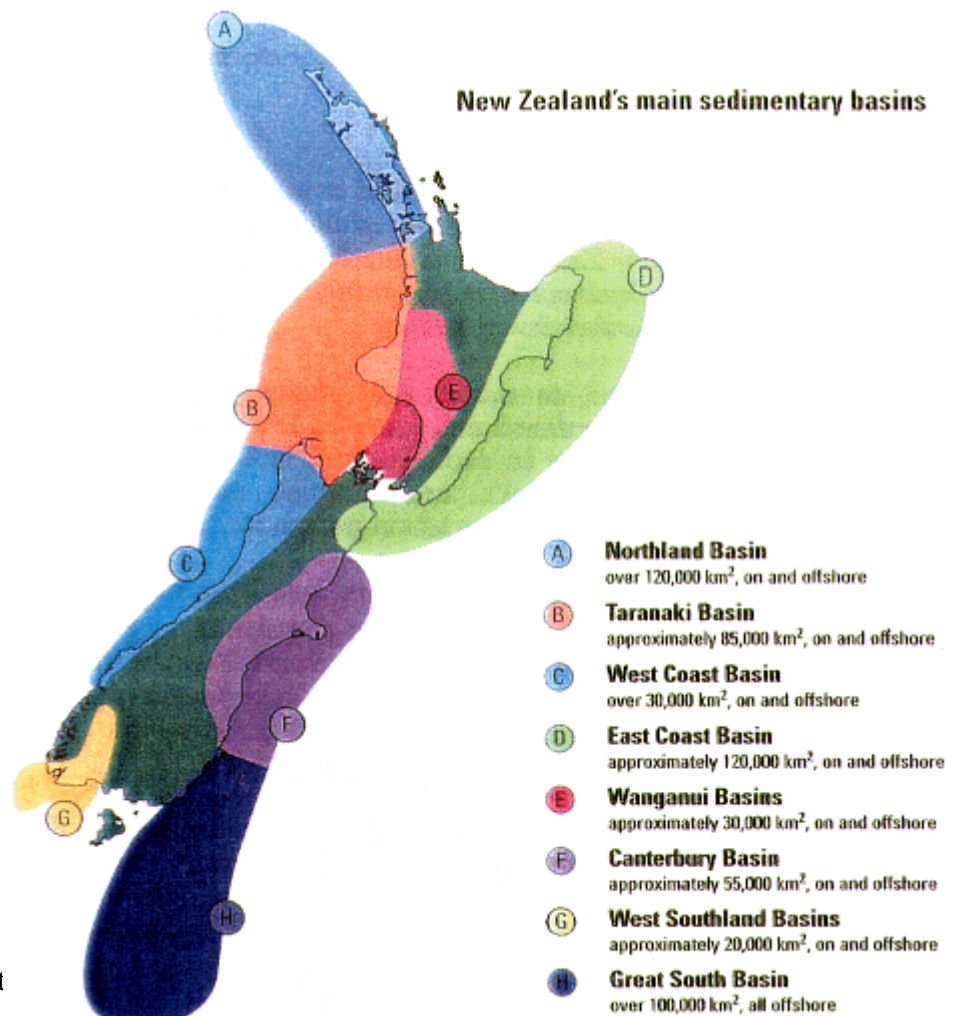 A
New Zealand's main sedimentary basins
D
E
B
C
F
G
H
t
A Northland Basin
over 120,000 km², on and offshore
B Taranaki Basin
approximately 85,000 km², on and offshore
C West Coast Basin
over 30,000 km², on and offshore
D East Coast Basin
approximately 120,000 km², on and offshore
E Wanganui Basins
approximately 30,000 km², on and offshore
F Canterbury Basin
approximately 55,000 km², on and offshore
G West Southland Basins
approximately 20,000 km², on and offshore
H Great South Basin
over 100,000 km², all offshore